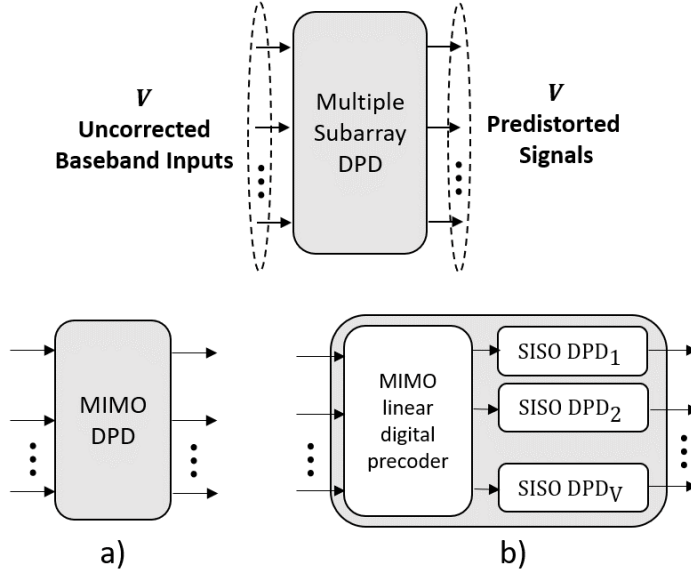 V
Uncorrected
Baseband Inputs
Multiple
Subarray
DPD
V
Predistorted
Signals
MIMO
DPD
a)
MIMO
linear
digital
precoder
SISO DPD1
SISO DPD2
SISO DPDV
b)